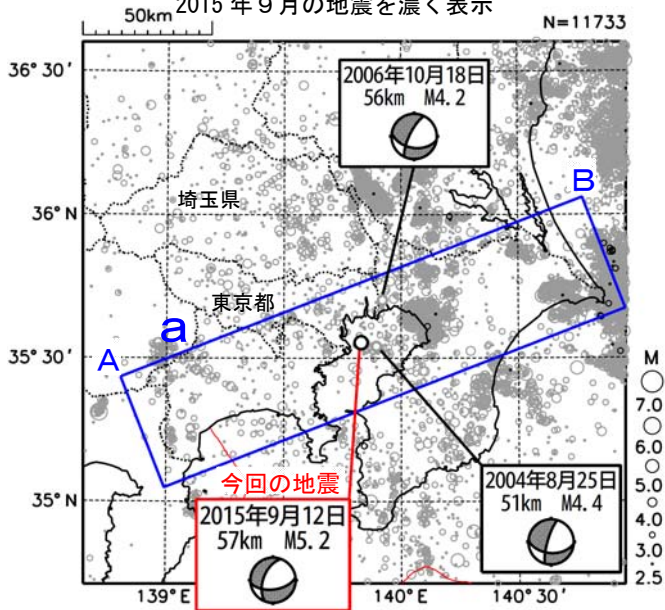 2015年９月の地震を濃く表示
50km
N=11733
36°30′
2006年10月18日
56km M4.2
B
埼玉県
36°N
東京都
a
A
35°30′
M
7.0
6.0
5.0
4.0
3.0
2.5
今回の地震
35°N
2015年9月12日
57km M5.2
2004年8月25日
51km M4.4
139°E
140°E
140°30′